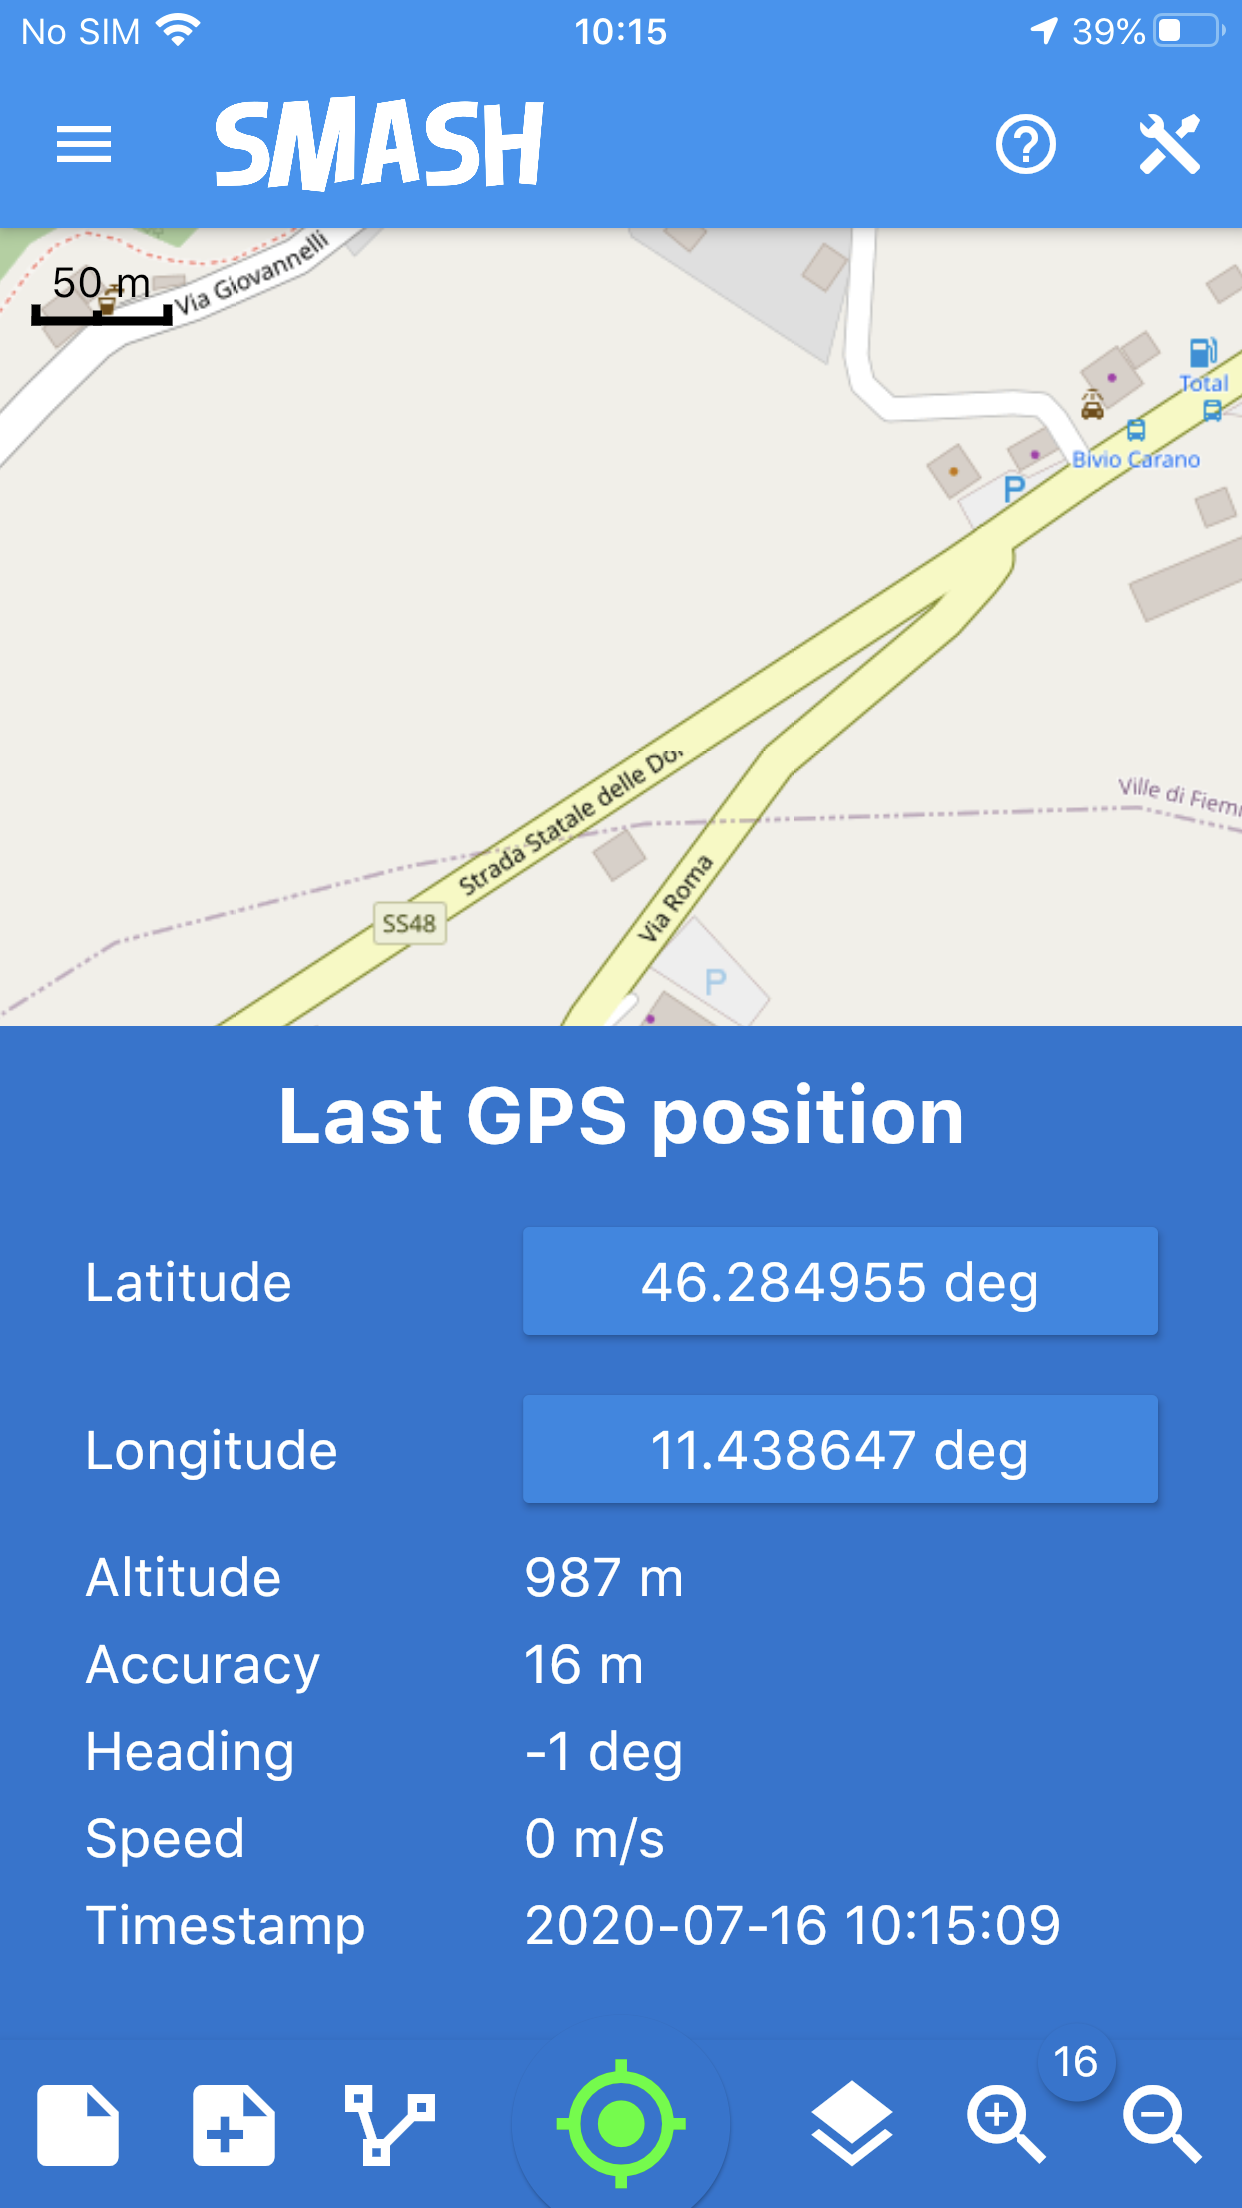 No SIM 10:15 39%
SMASH
50 m
Via Giovannelli
Total
Bivio Carano
P
Ville di Fiem
Strada Statale delle Do
Via Roma
SS48
P
Last GPS position
Latitude 46.284955 deg
Longitude 11.438647 deg
Altitude 987 m
Accuracy 16 m
Heading -1 deg
Speed 0 m/s
Timestamp 2020-07-16 10:15:09
16